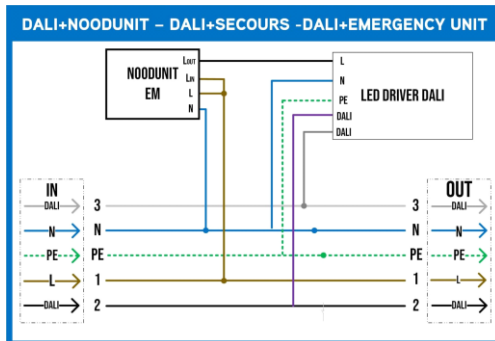 DALI+NOODUNIT – DALI+SECOURS -DALI+EMERGENCY UNIT
NOODUNIT
EM
LOUT
LIN
L
N
L
N
PE
DALI
DALI
LED DRIVER DALI
IN
OUT
DALI 3 3 DALI
N N N N
PE PE PE PE
L 1 1 L
DALI 2 2 DALI